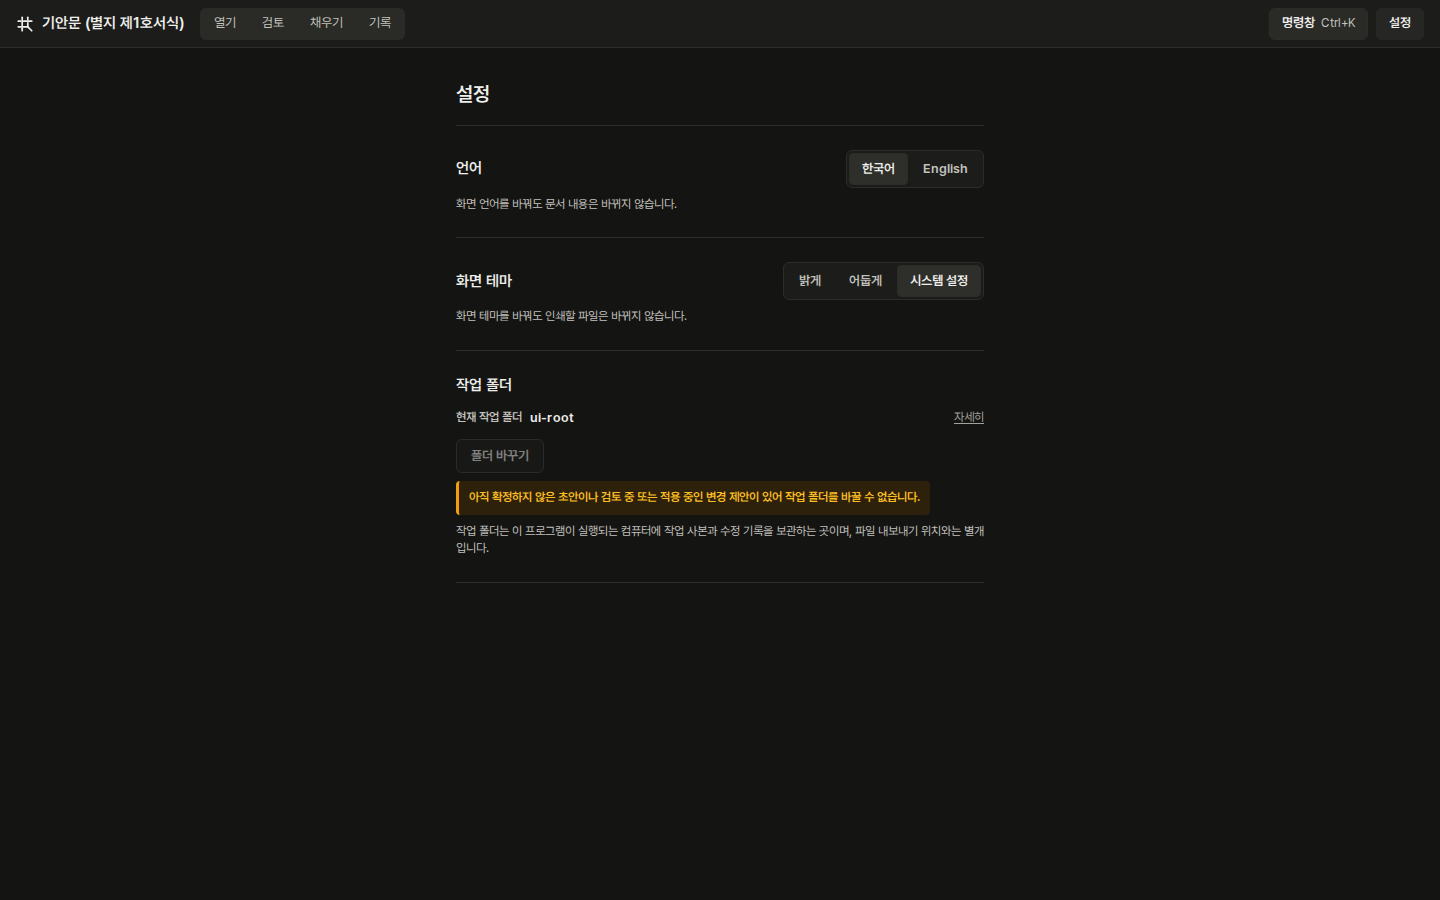 기안문 (별지 제1호서식) 열기 검토 채우기 기록 명령창 Ctrl+K 설정
설정
언어 한국어 English
화면 언어를 바꿔도 문서 내용은 바뀌지 않습니다.
화면 테마 밝게 어둡게 시스템 설정
화면 테마를 바꿔도 인쇄할 파일은 바뀌지 않습니다.
작업 폴더
현재 작업 폴더 ui-root 자세히
폴더 바꾸기
아직 확정하지 않은 초안이나 검토 중 또는 적용 중인 변경 제안이 있어 작업 폴더를 바꿀 수 없습니다.
작업 폴더는 이 프로그램이 실행되는 컴퓨터에 작업 사본과 수정 기록을 보관하는 곳이며, 파일 내보내기 위치와는 별개
입니다.